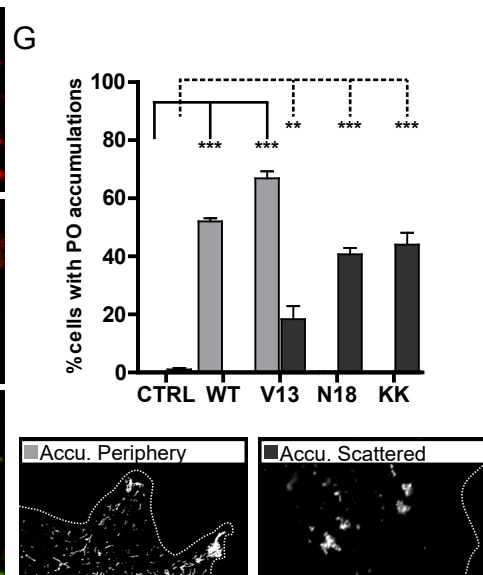 G
100
80
60
40
20
0
%cells with PO accumulations
** *** ***
*** ***
CTRL WT V13 N18 KK
Accu. Periphery
Accu. Scattered